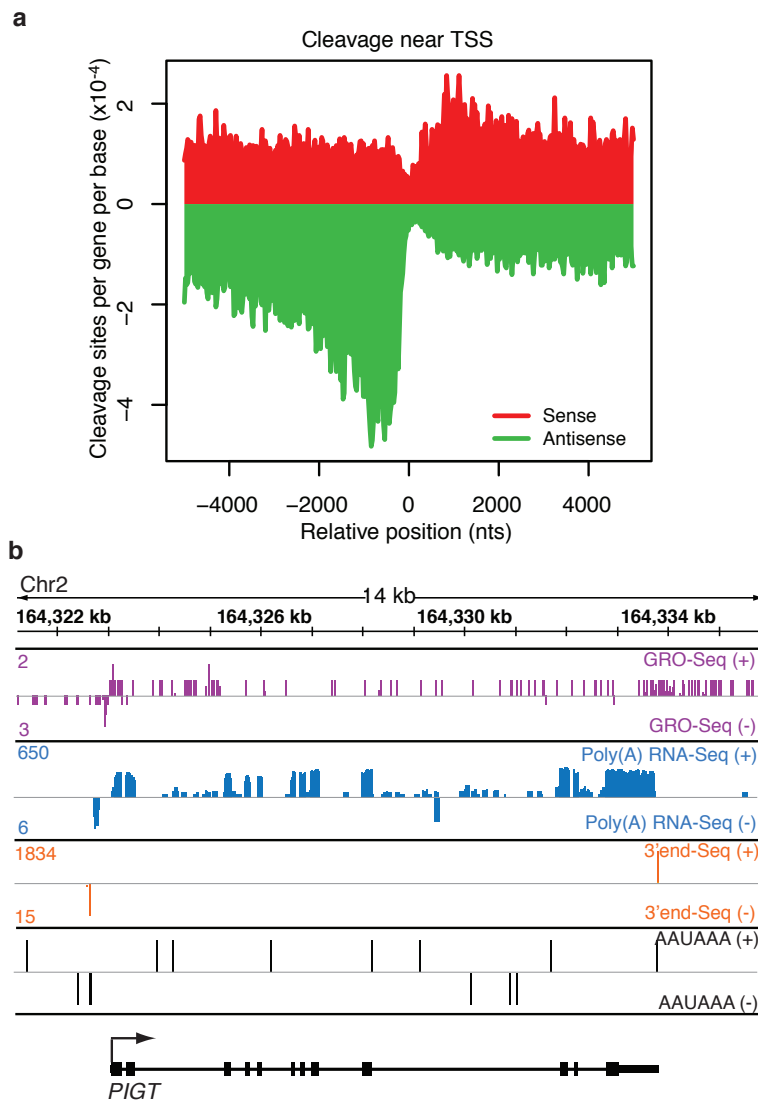 a
Cleavage near TSS
Cleavage sites per gene per base (x10⁻⁴)
2
0
−2
−4
Sense
Antisense
−4000 −2000 0 2000 4000
Relative position (nts)
b
Chr2
14 kb
164,322 kb 164,326 kb 164,330 kb 164,334 kb
2 GRO-Seq (+)
3 GRO-Seq (-)
650 Poly(A) RNA-Seq (+)
6 Poly(A) RNA-Seq (-)
1834 3'end-Seq (+)
15 3'end-Seq (-)
AAUAAA (+)
AAUAAA (-)
PIGT